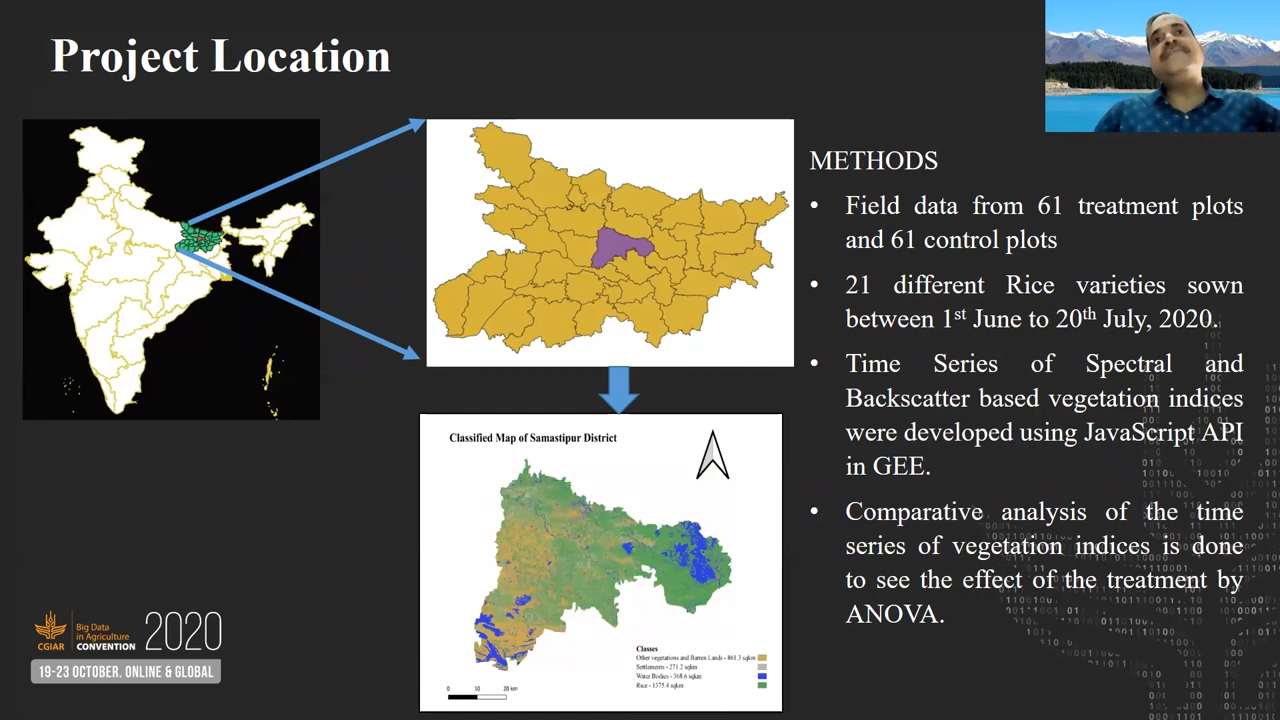 Project Location
METHODS
• Field data from 61 treatment plots
and 61 control plots
• 21 different Rice varieties sown
between 1st June to 20th July, 2020.
• Time Series of Spectral and
Backscatter based vegetation indices
were developed using JavaScript API
in GEE.
• Comparative analysis of the time
series of vegetation indices is done
to see the effect of the treatment by
ANOVA.
Classified Map of Samastipur District
Classes
Other vegetations and Barren Lands - 861.3 sqkm
Settlements - 271.2 sqkm
Water Bodies - 368.6 sqkm
Rice - 1375.4 sqkm
0 10 20 km
CGIAR
Big Data
in Agriculture
CONVENTION
2020
19-23 OCTOBER. ONLINE & GLOBAL